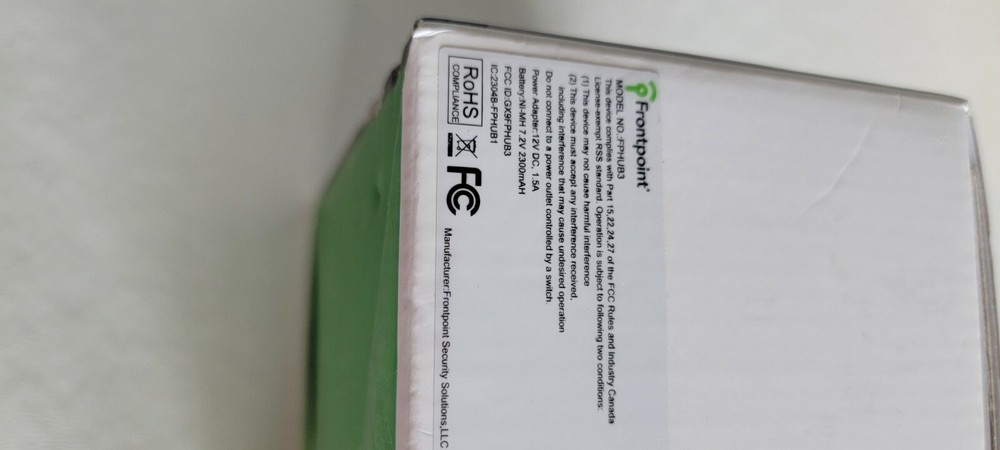 Frontpoint
MODEL NO.:FPHUB3
This device complies with Part 15,22,24,27 of the FCC Rules and Industry Canada
License-exempt RSS standard. Operation is subject to following two conditions:
(1) This device may not cause harmful interference
(2) This device must accept any interference received,
including interference that may cause undesired operation
Do not connect to a power outlet controlled by a switch.
Power Adapter:12V DC, 1.5A
Battery:NI-MH 7.2V 2300mAH
FCC ID:GX9FPHUB3
IC:2304B-FPHUB1
RoHS
COMPLIANCE
FC
Manufacturer:Frontpoint Security Solutions,LLC